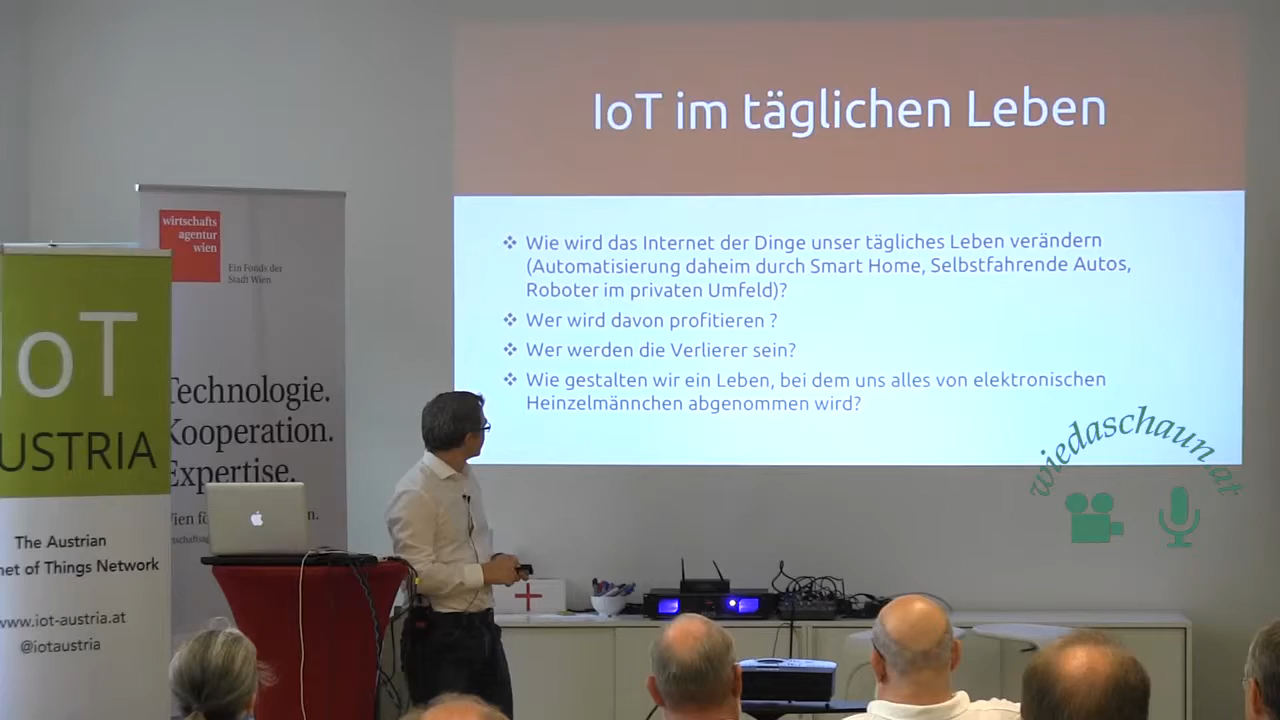 IoT im täglichen Leben
❖ Wie wird das Internet der Dinge unser tägliches Leben verändern
(Automatisierung daheim durch Smart Home, Selbstfahrende Autos,
Roboter im privaten Umfeld)?
❖ Wer wird davon profitieren ?
❖ Wer werden die Verlierer sein?
❖ Wie gestalten wir ein Leben, bei dem uns alles von elektronischen
Heinzelmännchen abgenommen wird?
wiedaschaun.at
wirtschafts
agentur
wien
Ein Fonds der
Stadt Wien
Technologie.
Kooperation.
Expertise.
IoT
AUSTRIA
The Austrian
of Things Network
www.iot-austria.at
@iotaustria